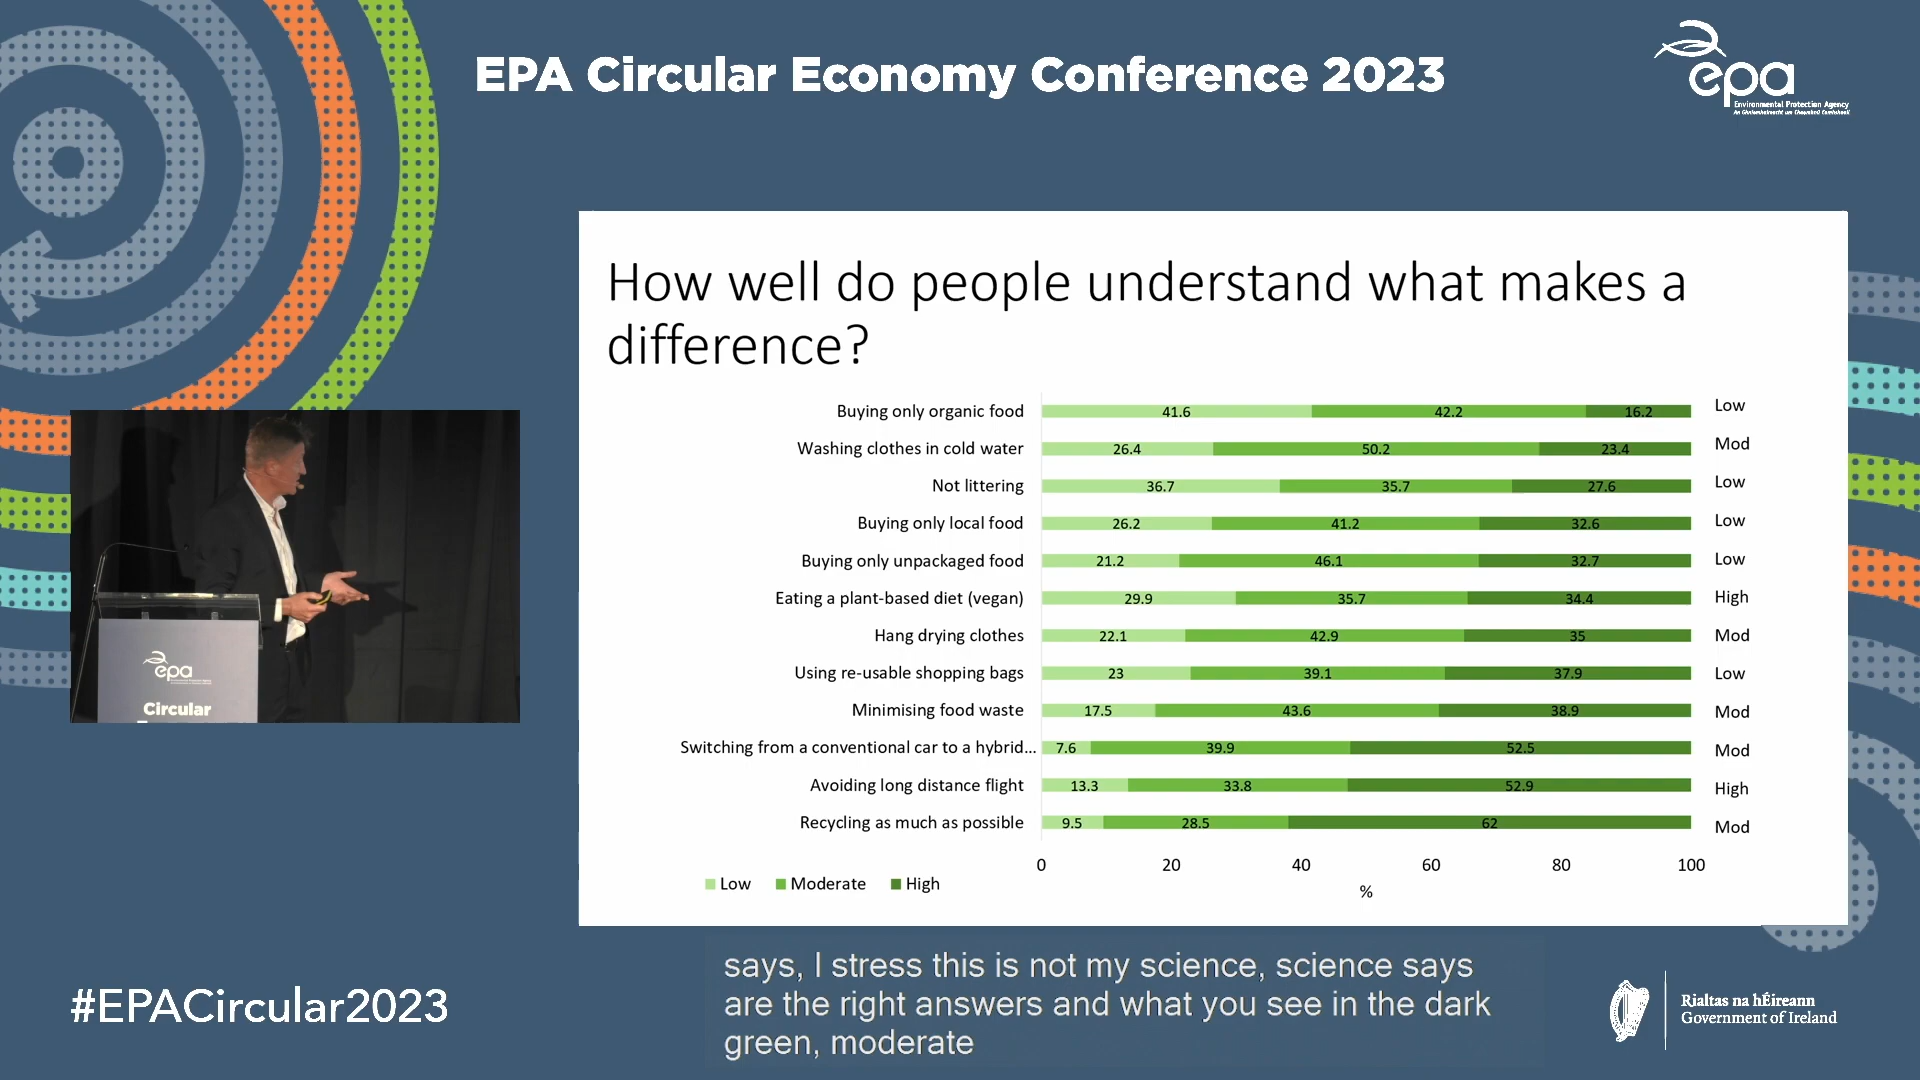 EPA Circular Economy Conference 2023
epa
Environmental Protection Agency
An Ghníomhaireacht um Chaomhnú Comhshaoil
How well do people understand what makes a
difference?
Buying only organic food 41.6 42.2 16.2 Low
Washing clothes in cold water 26.4 50.2 23.4 Mod
Not littering 36.7 35.7 27.6 Low
Buying only local food 26.2 41.2 32.6 Low
Buying only unpackaged food 21.2 46.1 32.7 Low
Eating a plant-based diet (vegan) 29.9 35.7 34.4 High
Hang drying clothes 22.1 42.9 35 Mod
Using re-usable shopping bags 23 39.1 37.9 Low
Minimising food waste 17.5 43.6 38.9 Mod
Switching from a conventional car to a hybrid... 7.6 39.9 52.5 Mod
Avoiding long distance flight 13.3 33.8 52.9 High
Recycling as much as possible 9.5 28.5 62 Mod
0 20 40 60 80 100
%
Low Moderate High
epa
Circular
says, I stress this is not my science, science says
are the right answers and what you see in the dark
green, moderate
#EPACircular2023
Rialtas na hÉireann
Government of Ireland